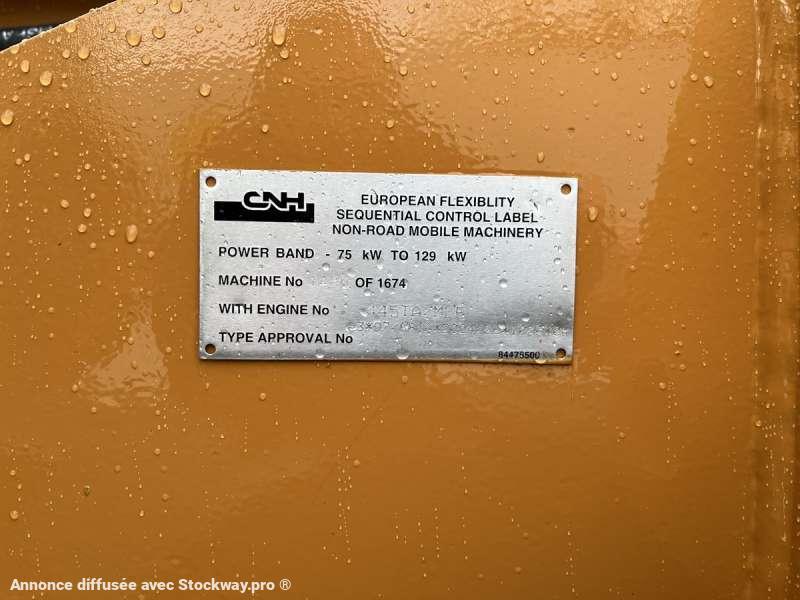 CNH
EUROPEAN FLEXIBLITY
SEQUENTIAL CONTROL LABEL
NON-ROAD MOBILE MACHINERY
POWER BAND - 75 kW TO 129 kW
MACHINE No OF 1674
WITH ENGINE No
TYPE APPROVAL No
84475500
Annonce diffusée avec Stockway.pro ®